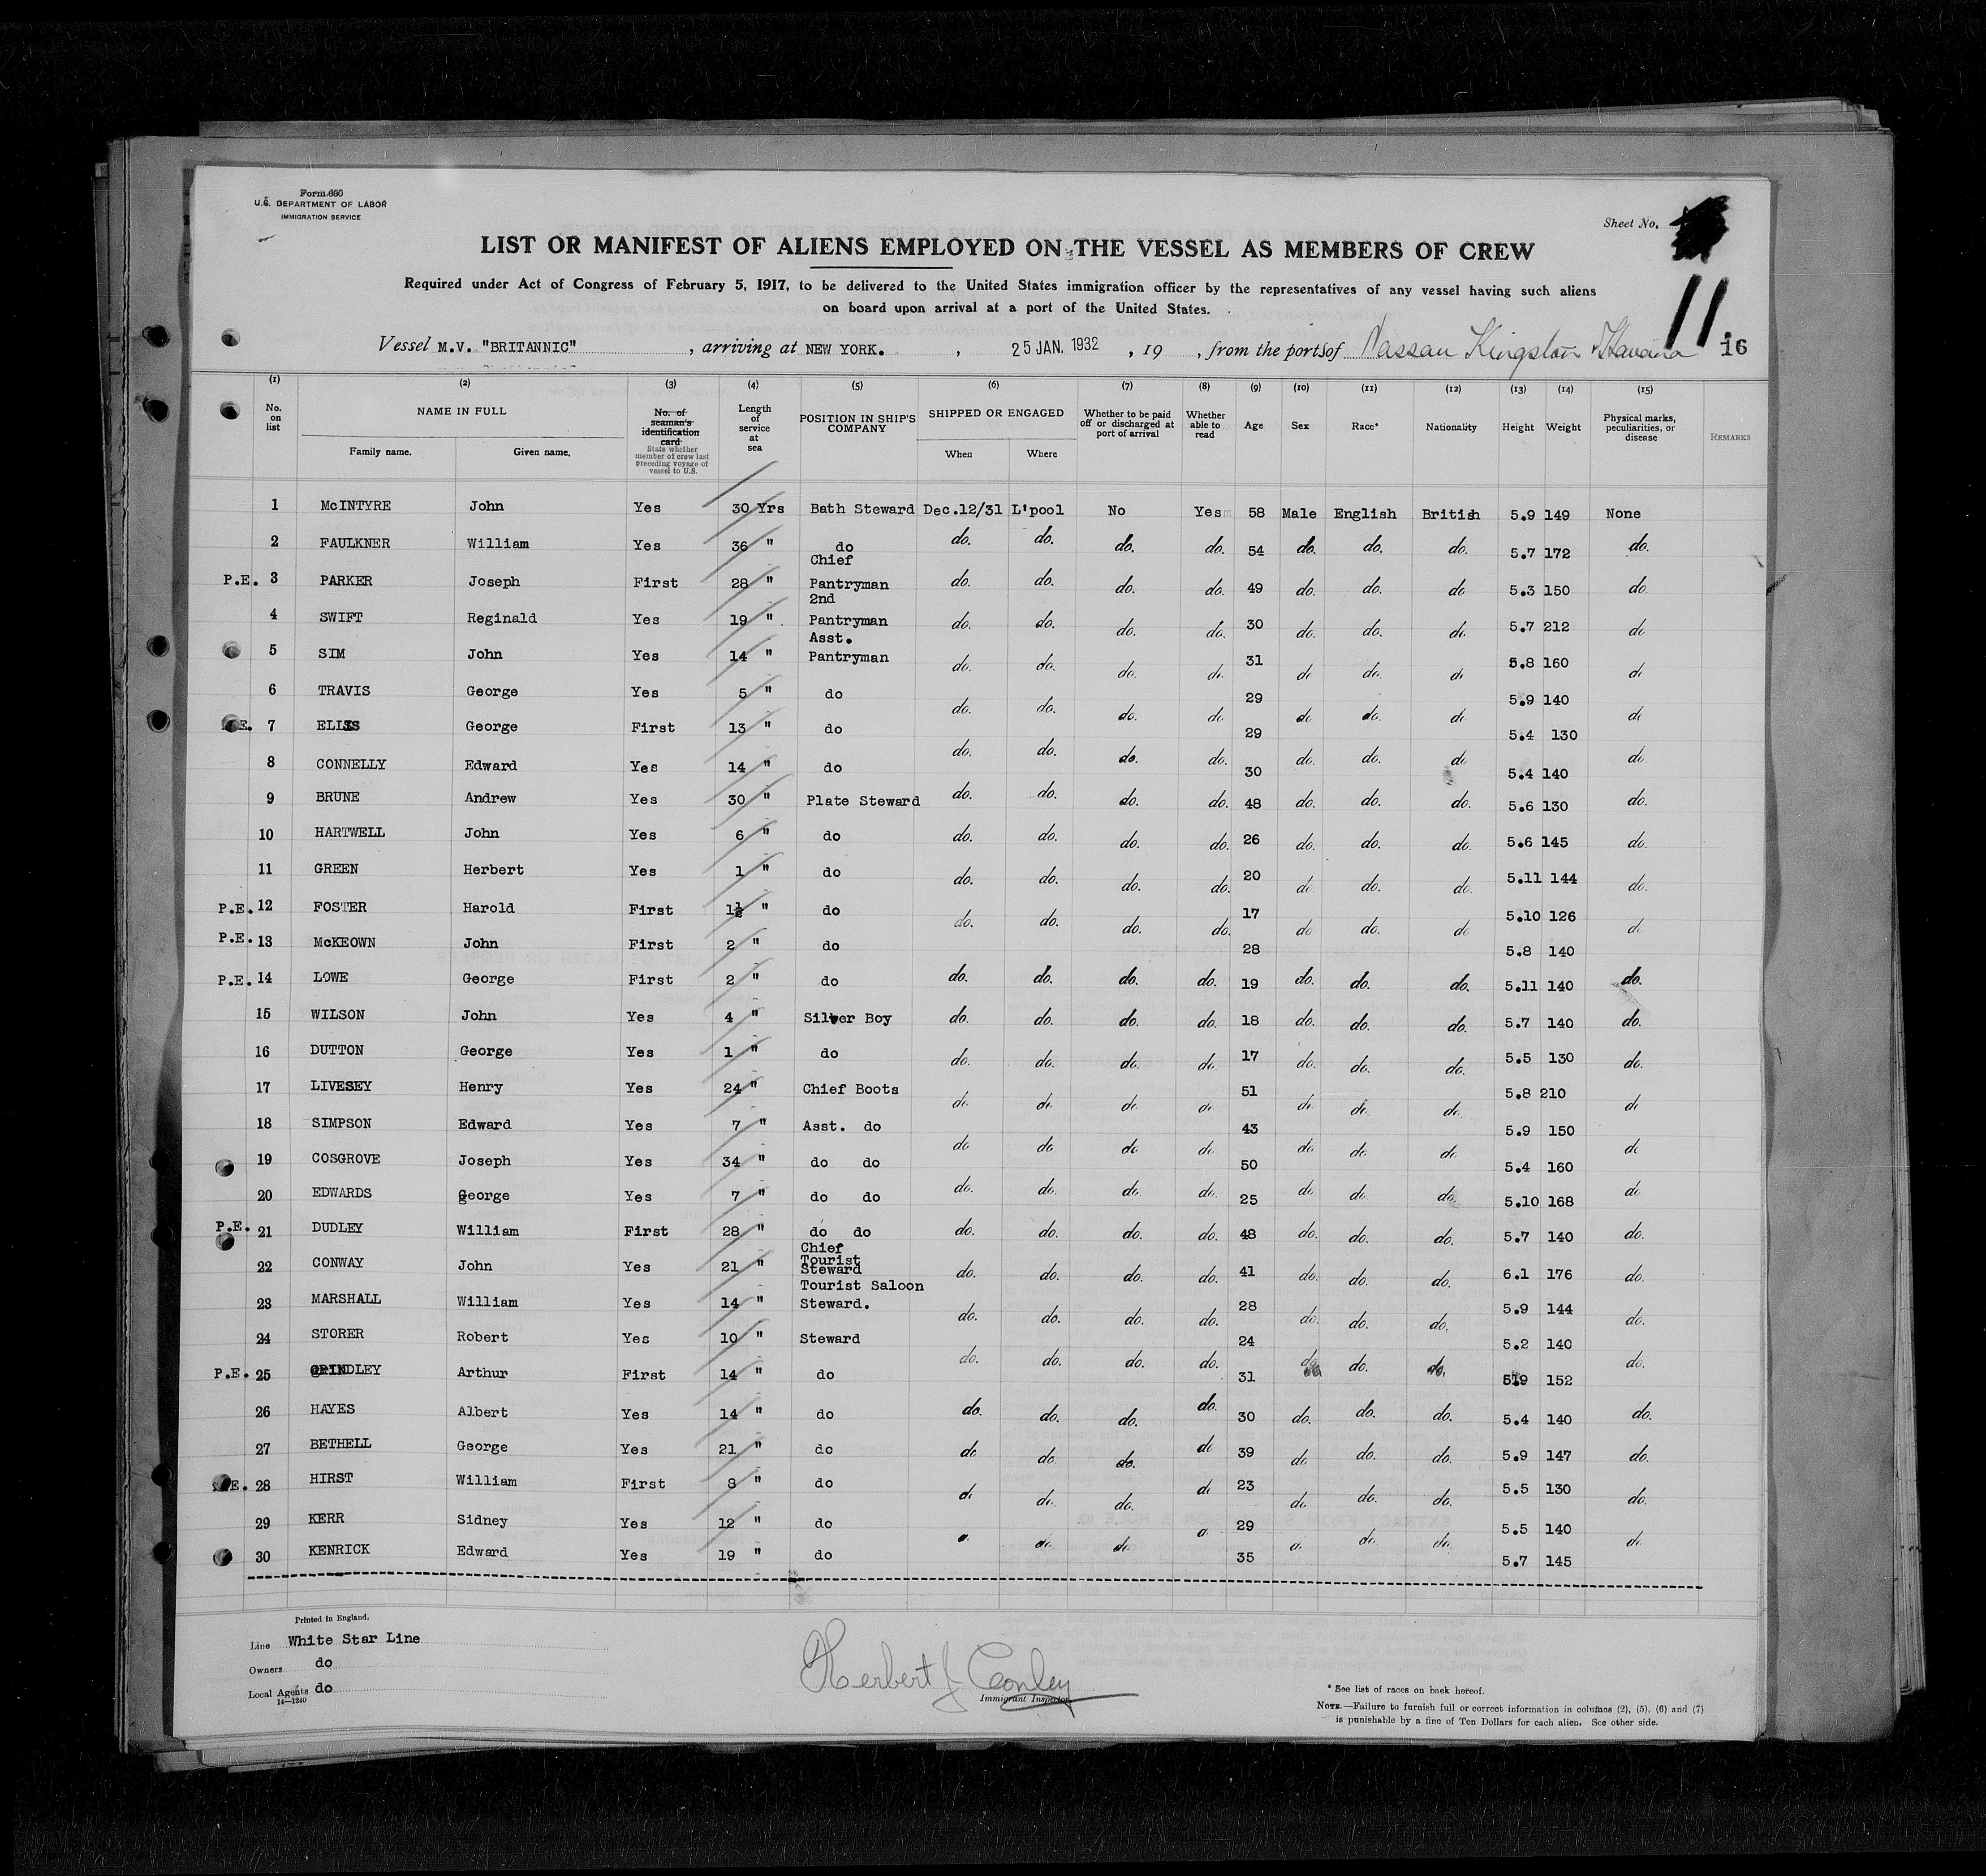 Form 680
U.S. DEPARTMENT OF LABOR
IMMIGRATION SERVICE
Sheet No.
LIST OR MANIFEST OF ALIENS EMPLOYED ON THE VESSEL AS MEMBERS OF CREW
Required under Act of Congress of February 5, 1917, to be delivered to the United States immigration officer by the representatives of any vessel having such aliens
on board upon arrival at a port of the United States.
11.
Vessel M.V. "BRITANNIC", arriving at NEW YORK., 25 JAN. 1932, 19, from the ports of Nassau Kingston & Havana 16
(1) (2) (3) (4) (5) (6) (7) (8) (9) (10) (11) (12) (13) (14) (15)
No. on list NAME IN FULL Family name. Given name. No. of seaman's identification card State whether member of crew last preceding voyage of vessel to U.S. Length of service at sea POSITION IN SHIP'S COMPANY SHIPPED OR ENGAGED When Where Whether to be paid off or discharged at port of arrival Whether able to read Age Sex Race* Nationality Height Weight Physical marks, peculiarities, or disease REMARKS
1 McINTYRE John Yes 30 Yrs Bath Steward Dec.12/31 L'pool No Yes 58 Male English British 5.9 149 None
2 FAULKNER William Yes 36 " do do. do. do. do. 54 do. do. do. 5.7 172 do.
P.E. 3 PARKER Joseph First 28 " Chief Pantryman do. do. do. do. 49 do. do. do 5.3 150 do
4 SWIFT Reginald Yes 19 " 2nd Pantryman do. do. do. do. 30 do. do. do. 5.7 212 do
5 SIM John Yes 14 " Asst. Pantryman do. do. do. do. 31 do do. do 5.8 160 do
6 TRAVIS George Yes 5 " do do. do. do. do 29 do do. do 5.9 140 do
P.E. 7 ELLIS George First 13 " do do. do. do. do. 29 do. do. do 5.4 130 do
8 CONNELLY Edward Yes 14 " do 30 5.4 140
9 BRUNE Andrew Yes 30 " Plate Steward do. do. do. do. 48 do. do. do. 5.6 130 do.
10 HARTWELL John Yes 6 " do do. do. do. do. 26 do. do. do. 5.6 145 do.
11 GREEN Herbert Yes 1 " do do. do. do. do. 20 do do. do. 5.11 144 do.
P.E. 12 FOSTER Harold First 1½ " do do. do. do. do. 17 do do. do 5.10 126 do
P.E. 13 McKEOWN John First 2 " do 28 5.8 140
P.E. 14 LOWE George First 2 " do do. do. do. do. 19 do. do. do. 5.11 140 do.
15 WILSON John Yes 4 " Silver Boy do. do. do. do. 18 do. do. do. 5.7 140 do.
16 DUTTON George Yes 1 " do do. do. do. do. 17 do. do. do. 5.5 130 do.
17 LIVESEY Henry Yes 24 " Chief Boots do. do. do. do. 51 do. do. do. 5.8 210 do
18 SIMPSON Edward Yes 7 " Asst. do do do do do. 43 do. do. do. 5.9 150 do
19 COSGROVE Joseph Yes 34 " do do 50 5.4 160
20 EDWARDS george Yes 7 " do do do. do. do. do. 25 do do. do. 5.10 168 do
P.E. 21 DUDLEY William First 28 " do do do. do. do. do. 48 do. do. do. 5.7 140 do.
22 CONWAY John Yes 21 " Chief Tourist Steward do. do. do. do. 41 do. do. do. 6.1 176 do.
23 MARSHALL William Yes 14 " Tourist Saloon Steward. do. do. do. do. 28 do. do. do. 5.9 144 do.
24 STORER Robert Yes 10 " Steward 24 5.2 140
P.E. 25 GRINDLEY Arthur First 14 " do do. do. do. do. 31 do. do. do. 5.9 152 do.
26 HAYES Albert Yes 14 " do do. do. do. do. 30 do. do. do. 5.4 140 do.
27 BETHELL George Yes 21 " do do do. do. do 39 do do. do. 5.9 147 do.
P.E. 28 HIRST William First 8 " do do do. do. do 23 do. do. do. 5.5 130 do.
29 KERR Sidney Yes 12 " do do. do. 29 do. do. 5.5 140 do.
30 KENRICK Edward Yes 19 " do 35 5.7 145
Printed in England.
Line White Star Line
Owners do
Local Agents do
14—1240
Herbert J Conley
Immigrant Inspector.
* See list of races on back hereof.
NOTE.—Failure to furnish full or correct information in columns (2), (5), (6) and (7)
is punishable by a fine of Ten Dollars for each alien. See other side.